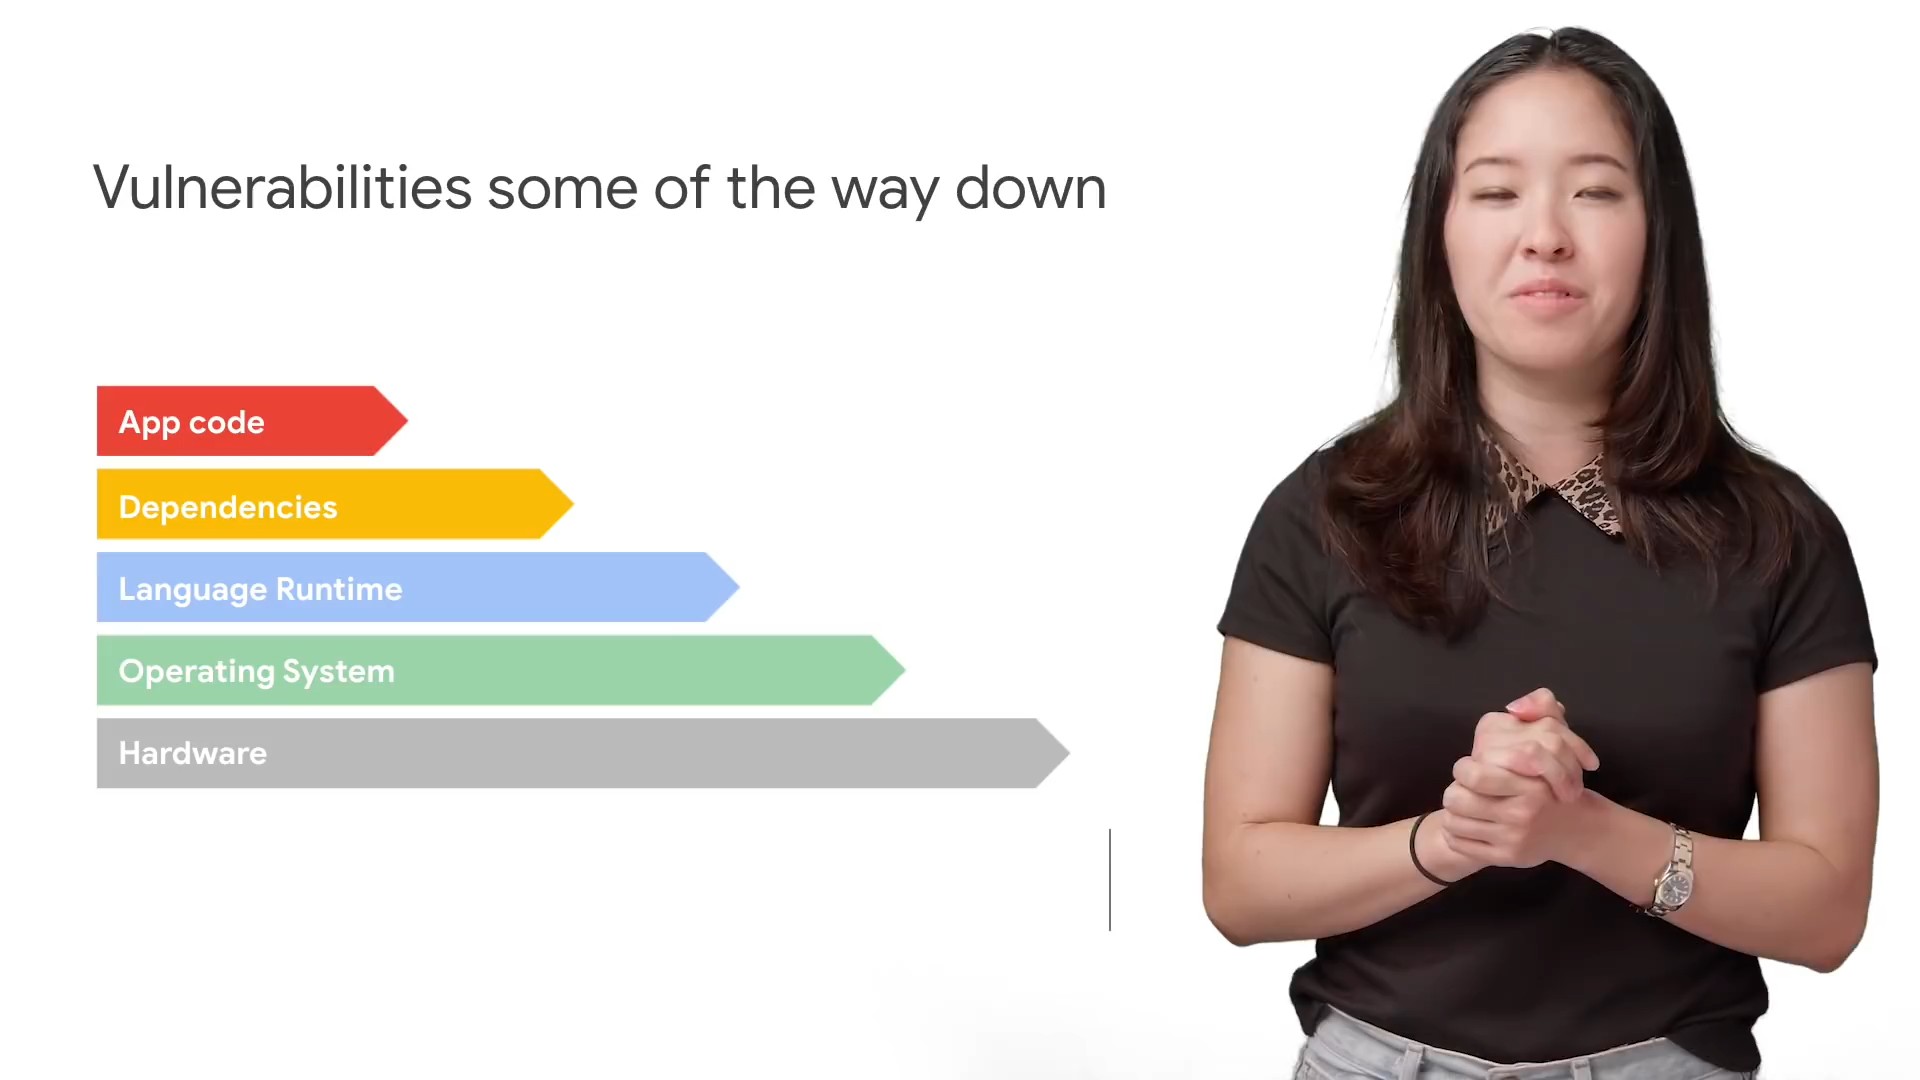 Vulnerabilities some of the way down
App code
Dependencies
Language Runtime
Operating System
Hardware